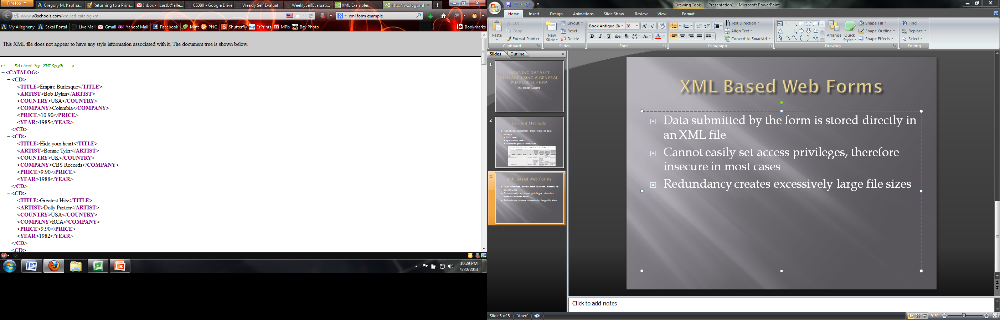 Firefox
Gregory M. Kapfha...
Returning to a Prim...
Inbox - licastb@alle...
CS380 - Google Drive
Weekly Self Evaluat...
WeeklySelfEvaluati...
XML Examples
http://w...log.xml
www.w3schools.com/xml/cd_catalog.xml
xml form example
My Allegheny
Sakai Portal
Live Mail
Gmail
Yahoo! Mail
Facebook
Mint
PNC
Shutterfly
EzPrints
MPix
Bay Photo
Bookmarks
This XML file does not appear to have any style information associated with it. The document tree is shown below.
<!-- Edited by XMLSpy® -->
−<CATALOG>
−<CD>
<TITLE>Empire Burlesque</TITLE>
<ARTIST>Bob Dylan</ARTIST>
<COUNTRY>USA</COUNTRY>
<COMPANY>Columbia</COMPANY>
<PRICE>10.90</PRICE>
<YEAR>1985</YEAR>
</CD>
−<CD>
<TITLE>Hide your heart</TITLE>
<ARTIST>Bonnie Tyler</ARTIST>
<COUNTRY>UK</COUNTRY>
<COMPANY>CBS Records</COMPANY>
<PRICE>9.90</PRICE>
<YEAR>1988</YEAR>
</CD>
−<CD>
<TITLE>Greatest Hits</TITLE>
<ARTIST>Dolly Parton</ARTIST>
<COUNTRY>USA</COUNTRY>
<COMPANY>RCA</COMPANY>
<PRICE>9.90</PRICE>
<YEAR>1982</YEAR>
</CD>
−<CD>
ABP
10:29 PM
4/30/2013
Drawing Tools
Presentation1 - Microsoft PowerPoint
Home
Insert
Design
Animations
Slide Show
Review
View
Format
Paste
Cut
Copy
Format Painter
Clipboard
New Slide
Layout
Reset
Delete
Slides
Book Antiqua (B
28
Font
Text Direction
Align Text
Convert to SmartArt
Paragraph
Arrange
Quick Styles
Shape Fill
Shape Outline
Shape Effects
Drawing
Find
Replace
Select
Editing
Slides
Outline
1
EVOLVING DATASET
STORAGE USING A GENERAL
PURPOSE SCHEMA
2
Current Methods
Web forms implement three types of data
storage
XML based
Spreadsheet based
Parameter passed submission
3
XML Based Web Forms
Data submitted by the form is stored directly in
an XML file
Cannot easily set access privileges, therefore
insecure in most cases
Redundancy creates excessively large file sizes
XML Based Web Forms
Data submitted by the form is stored directly in
an XML file
Cannot easily set access privileges, therefore
insecure in most cases
Redundancy creates excessively large file sizes
Click to add notes
Slide 3 of 3
"Apex"
91%